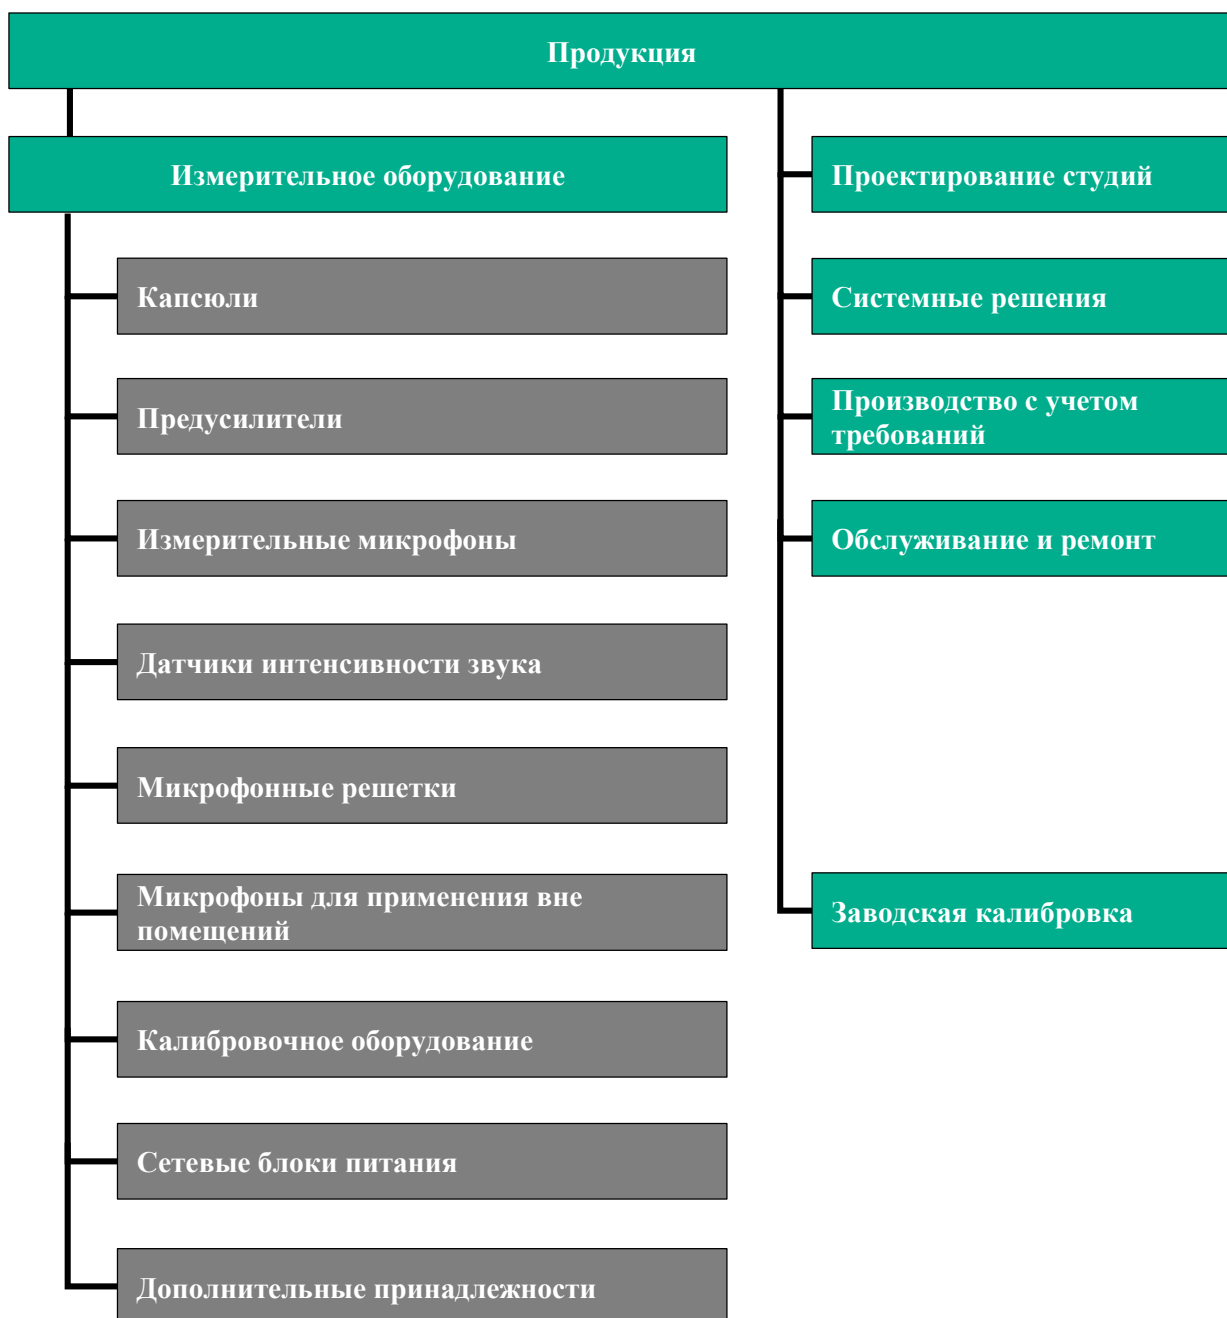 Продукция
Измерительное оборудование
Капсюли
Предусилители
Измерительные микрофоны
Датчики интенсивности звука
Микрофонные решетки
Микрофоны для применения вне
помещений
Калибровочное оборудование
Сетевые блоки питания
Дополнительные принадлежности
Проектирование студий
Системные решения
Производство с учетом
требований
Обслуживание и ремонт
Заводская калибровка